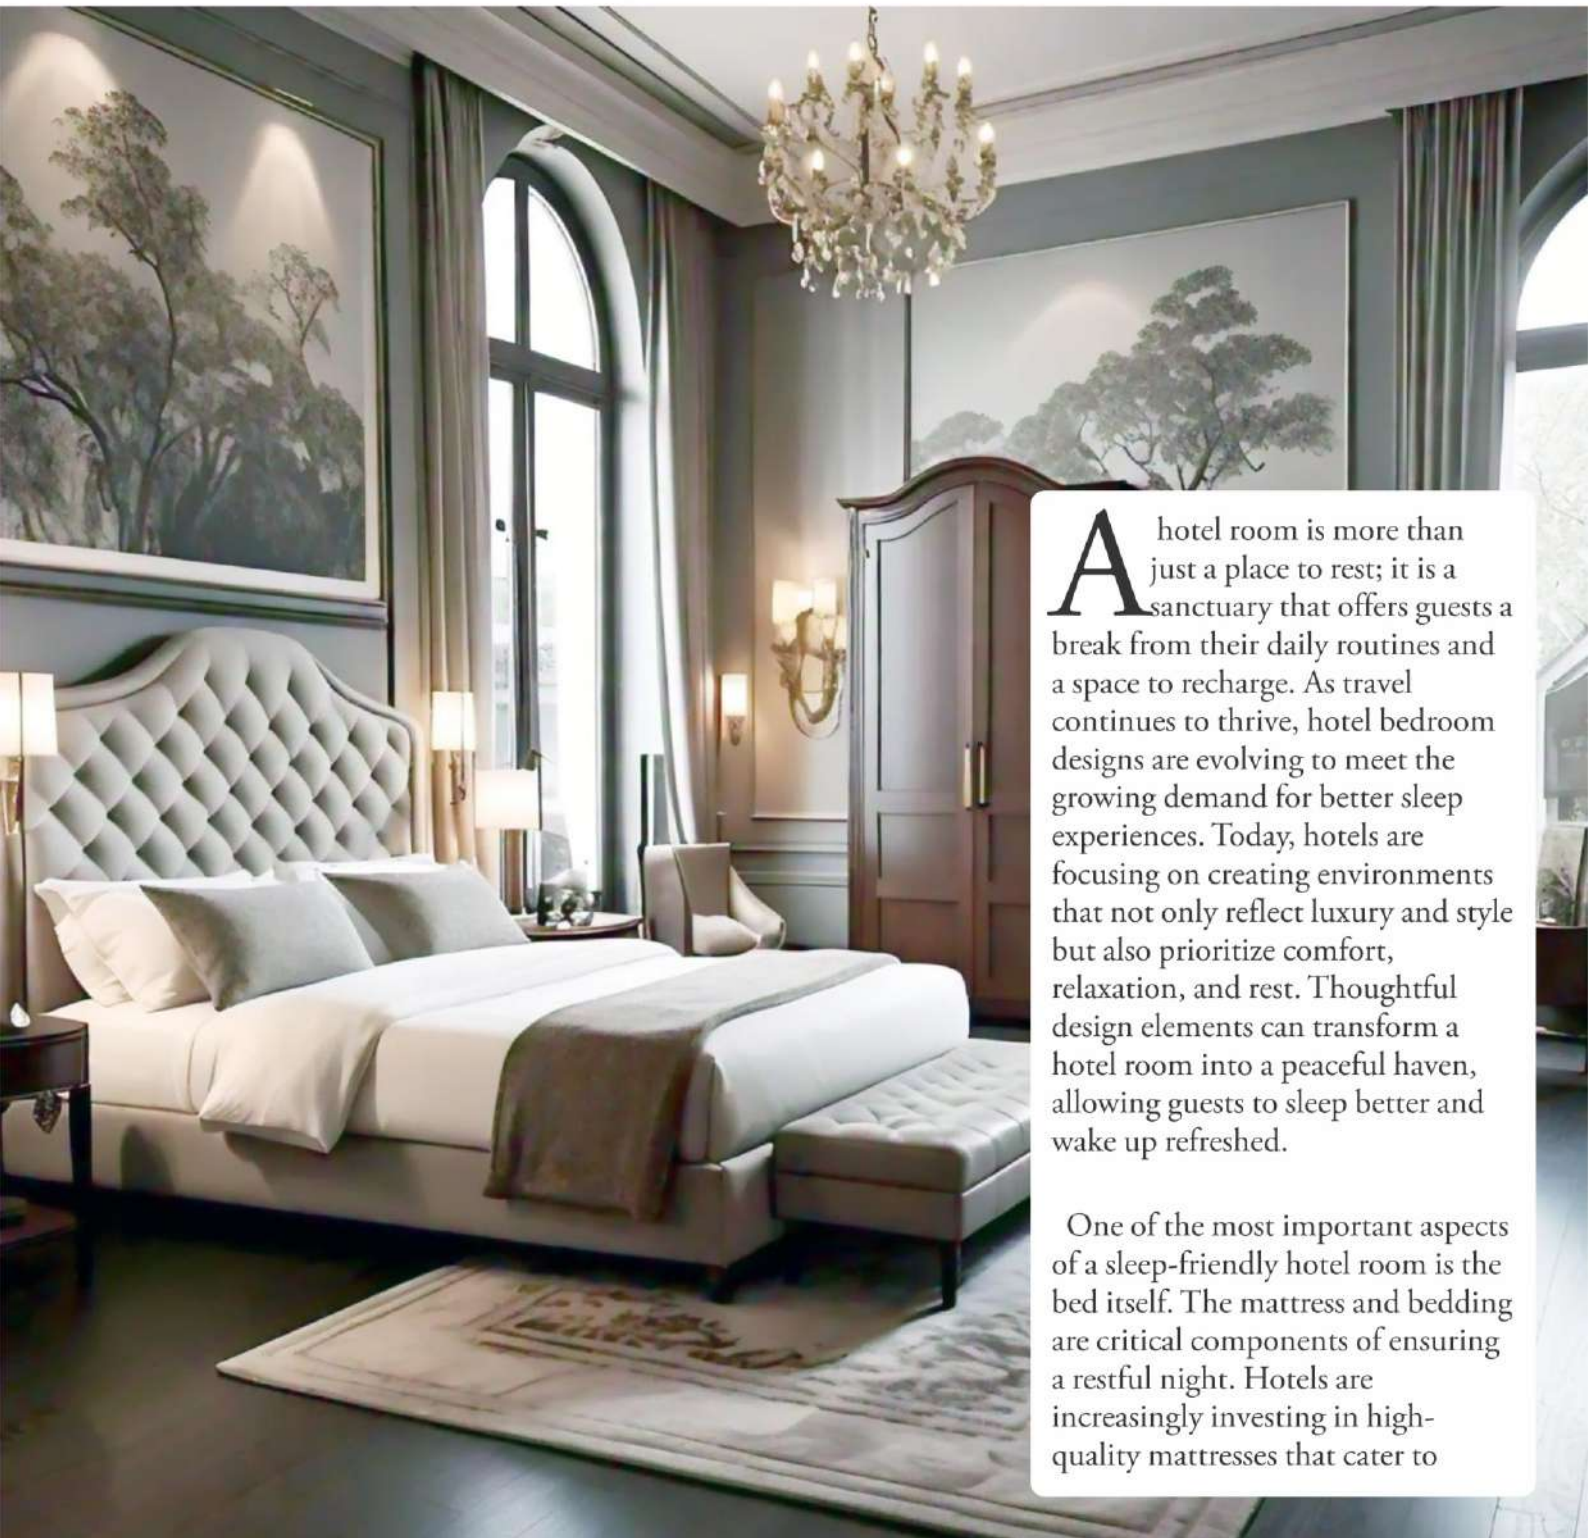 A hotel room is more than
just a place to rest; it is a
sanctuary that offers guests a
break from their daily routines and
a space to recharge. As travel
continues to thrive, hotel bedroom
designs are evolving to meet the
growing demand for better sleep
experiences. Today, hotels are
focusing on creating environments
that not only reflect luxury and style
but also prioritize comfort,
relaxation, and rest. Thoughtful
design elements can transform a
hotel room into a peaceful haven,
allowing guests to sleep better and
wake up refreshed.
One of the most important aspects
of a sleep-friendly hotel room is the
bed itself. The mattress and bedding
are critical components of ensuring
a restful night. Hotels are
increasingly investing in high-
quality mattresses that cater to